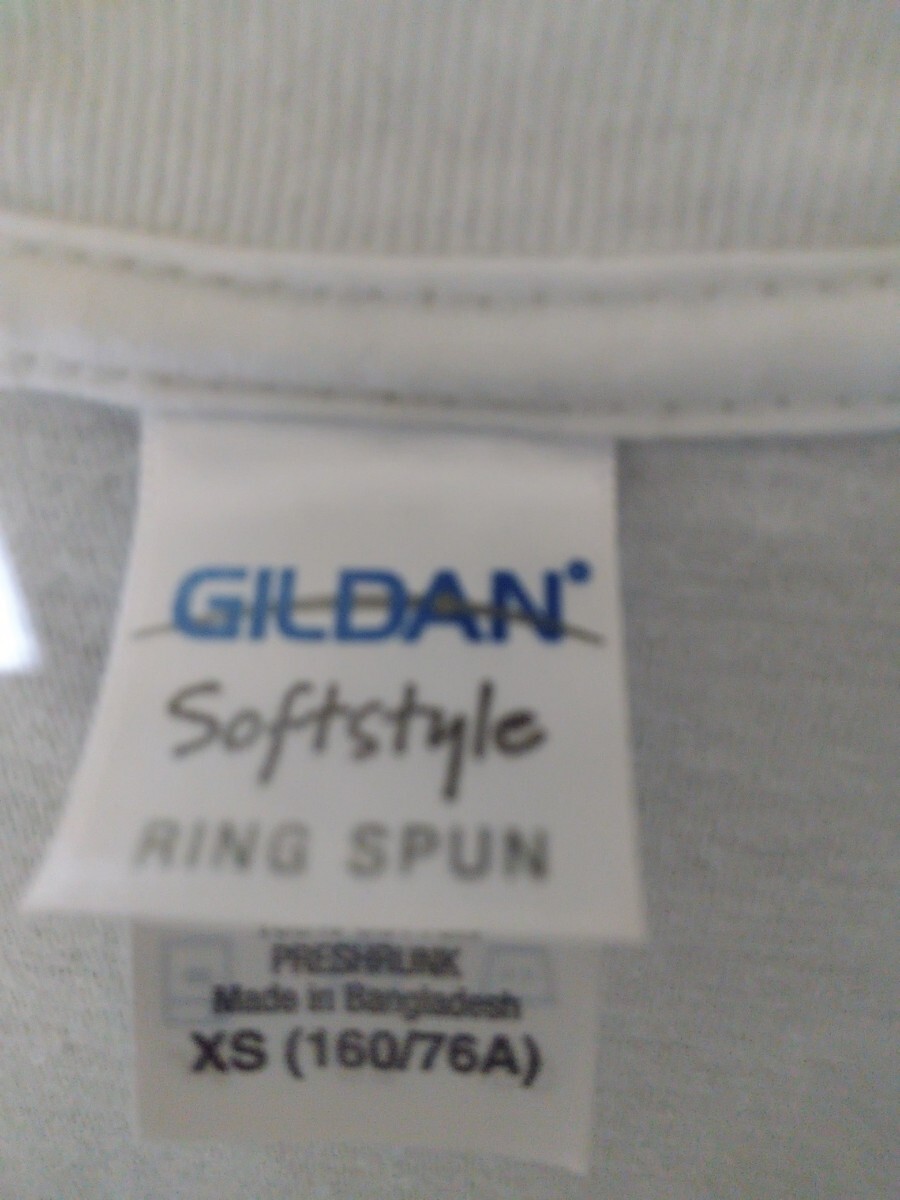 GILDAN
Softstyle
RING SPUN
PRESHRUNK
Made in Bangladesh
XS (160/76A)